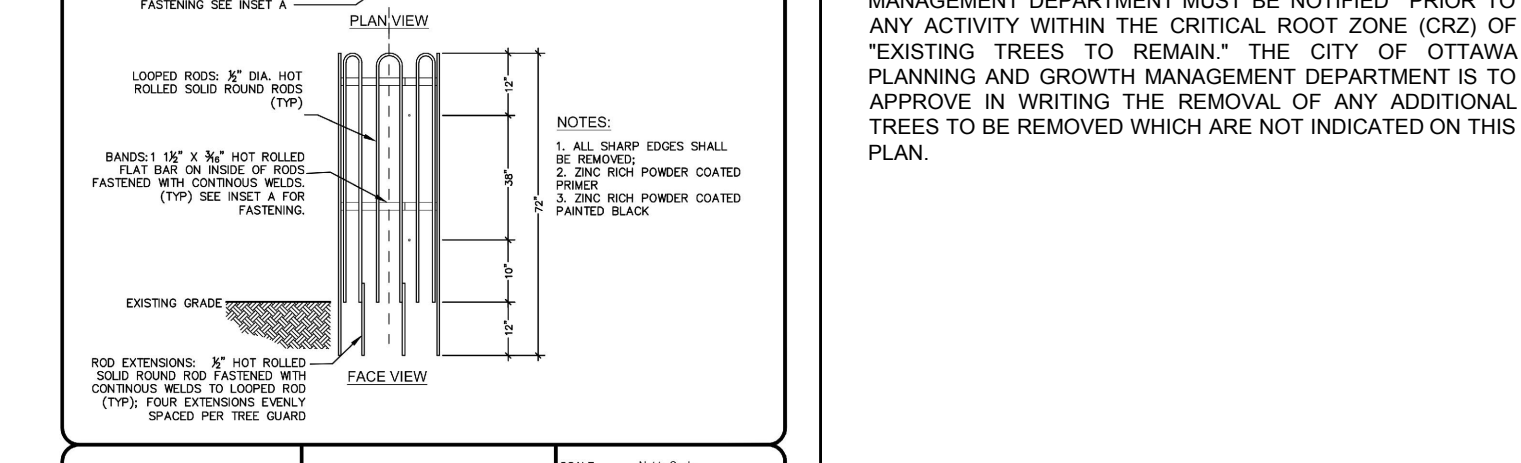 FASTENING SEE INSET A
PLAN VIEW
LOOPED RODS: ½" DIA. HOT
ROLLED SOLID ROUND RODS
(TYP)
BANDS:1 1½" X ³⁄₁₆" HOT ROLLED
FLAT BAR ON INSIDE OF RODS
FASTENED WITH CONTINOUS WELDS.
(TYP) SEE INSET A FOR
FASTENING.
EXISTING GRADE
ROD EXTENSIONS: ½" HOT ROLLED
SOLID ROUND ROD FASTENED WITH
CONTINOUS WELDS TO LOOPED ROD
(TYP); FOUR EXTENSIONS EVENLY
SPACED PER TREE GUARD
FACE VIEW
12"
38"
10"
12"
72"
NOTES:
1. ALL SHARP EDGES SHALL
BE REMOVED;
2. ZINC RICH POWDER COATED
PRIMER
3. ZINC RICH POWDER COATED
PAINTED BLACK
MANAGEMENT DEPARTMENT MUST BE NOTIFIED PRIOR TO
ANY ACTIVITY WITHIN THE CRITICAL ROOT ZONE (CRZ) OF
"EXISTING TREES TO REMAIN." THE CITY OF OTTAWA
PLANNING AND GROWTH MANAGEMENT DEPARTMENT IS TO
APPROVE IN WRITING THE REMOVAL OF ANY ADDITIONAL
TREES TO BE REMOVED WHICH ARE NOT INDICATED ON THIS
PLAN.